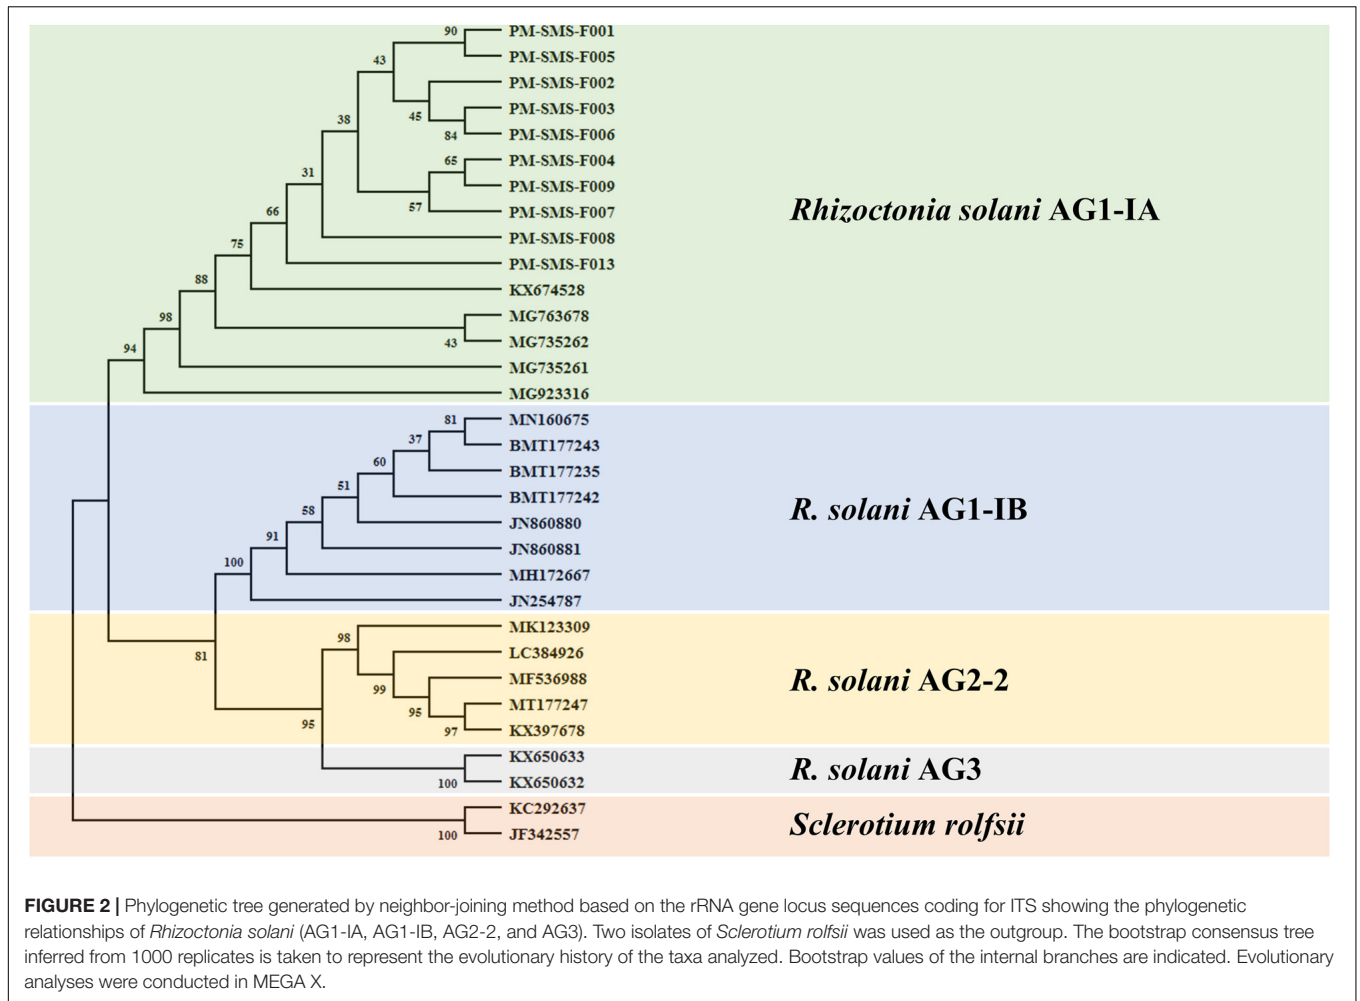 90 PM-SMS-F001
PM-SMS-F005
43
PM-SMS-F002
45
PM-SMS-F003
84 PM-SMS-F006
38
65 PM-SMS-F004
PM-SMS-F009
57 PM-SMS-F007
31
PM-SMS-F008
66
PM-SMS-F013
75
KX674528
88
MG763678
43 MG735262
98
MG735261
94
MG923316
Rhizoctonia solani AG1-IA
81 MN160675
37 BMT177243
60 BMT177235
51 BMT177242
58 JN860880
91 JN860881
100 MH172667
JN254787
R. solani AG1-IB
81
98 MK123309
LC384926
99 MF536988
95 MT177247
97 KX397678
95
R. solani AG2-2
KX650633
100 KX650632
R. solani AG3
KC292637
100 JF342557
Sclerotium rolfsii
FIGURE 2 | Phylogenetic tree generated by neighbor-joining method based on the rRNA gene locus sequences coding for ITS showing the phylogenetic
relationships of Rhizoctonia solani (AG1-IA, AG1-IB, AG2-2, and AG3). Two isolates of Sclerotium rolfsii was used as the outgroup. The bootstrap consensus tree
inferred from 1000 replicates is taken to represent the evolutionary history of the taxa analyzed. Bootstrap values of the internal branches are indicated. Evolutionary
analyses were conducted in MEGA X.